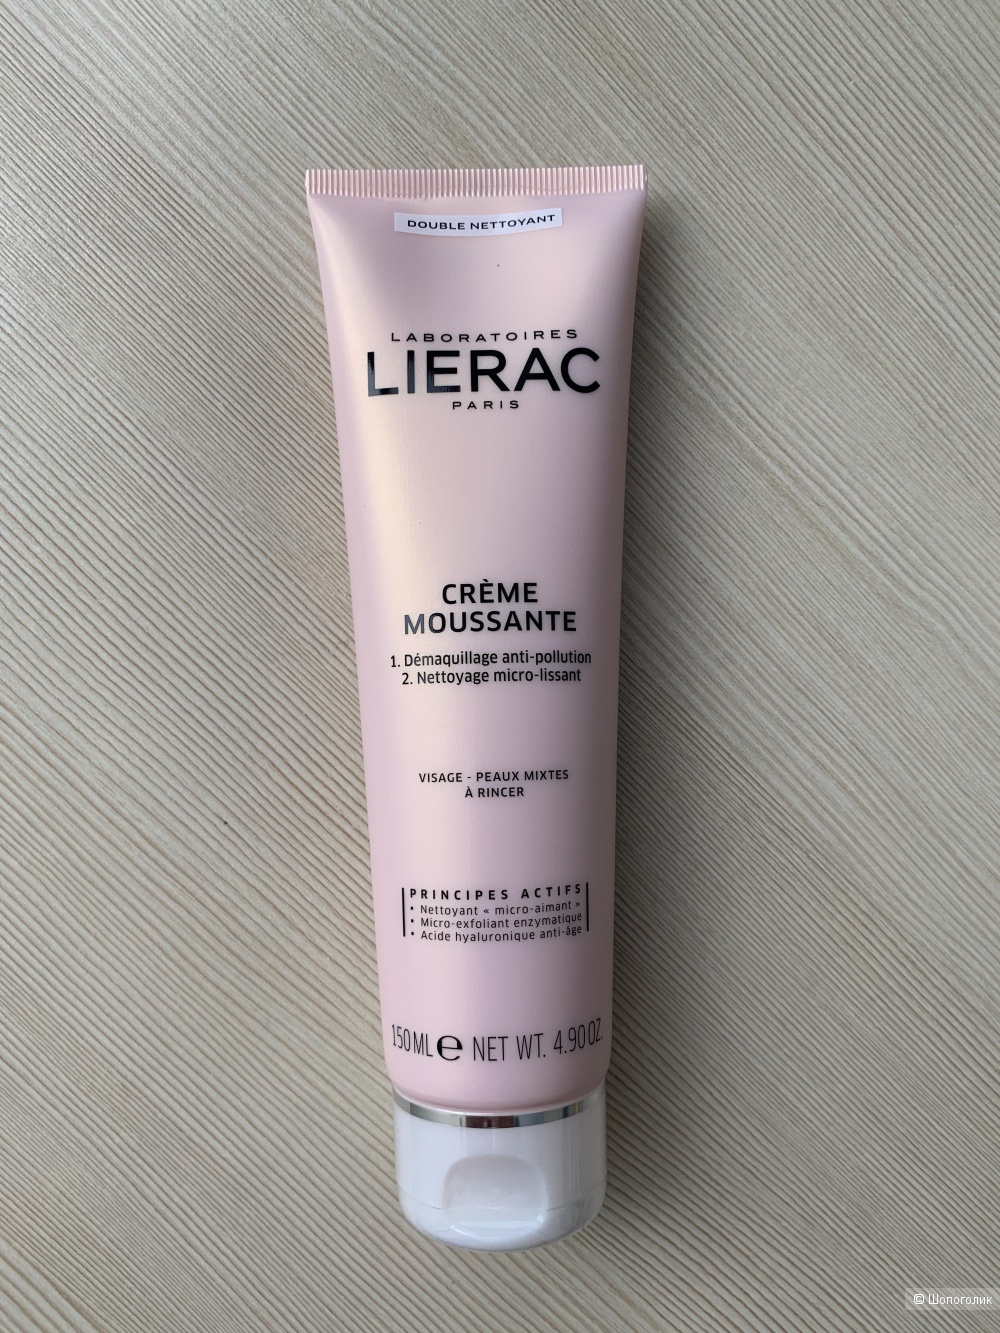 DOUBLE NETTOYANT
LABORATOIRES
LIERAC
PARIS
CRÈME
MOUSSANTE
1. Démaquillage anti-pollution
2. Nettoyage micro-lissant
VISAGE - PEAUX MIXTES
À RINCER
PRINCIPES ACTIFS
• Nettoyant « micro-aimant »
• Micro-exfoliant enzymatique
• Acide hyaluronique anti-âge
150 ML ℮ NET WT. 4.90 OZ.
© Шопоголик